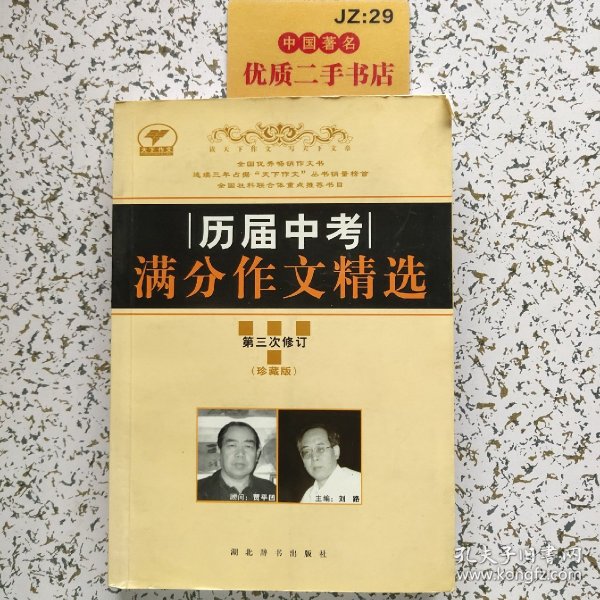 JZ:29
中国著名
优质二手书店
天下作文
读天下作文 写天下文章
全国优秀畅销作文书
连续三年占据“天下作文”丛书销量榜首
全国社科联合体重点推荐书目
历届中考
满分作文精选
第三次修订
(珍藏版)
顾问:贾平凹
主编:刘路
湖北辞书出版社
孔夫子旧书网
www.kongfz.com